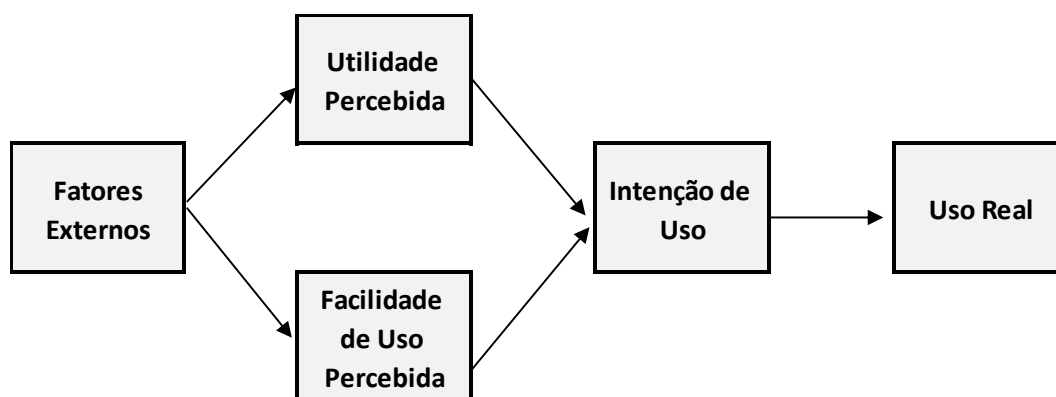 Utilidade
Percebida
Fatores
Externos
Intenção de
Uso
Uso Real
Facilidade
de Uso
Percebida